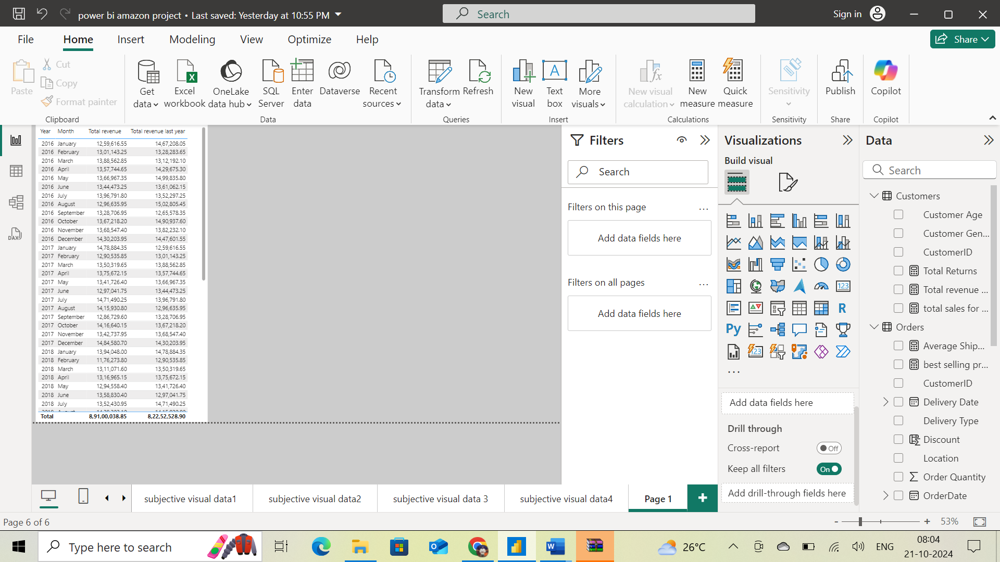 power bi amazon project • Last saved: Yesterday at 10:55 PM
Search
Sign in
File Home Insert Modeling View Optimize Help
Share
Paste
Cut
Copy
Format painter
Clipboard
Get data
Excel workbook
OneLake data hub
SQL Server
Enter data
Dataverse
Recent sources
Data
Transform data
Refresh
Queries
New visual
Text box
More visuals
Insert
New visual calculation
New measure
Quick measure
Calculations
Sensitivity
Sensitivity
Publish
Share
Copilot
Copilot
Year Month Total revenue Total revenue last year
2016 January 12,59,616.55 14,67,208.05
2016 February 13,01,143.25 13,28,283.65
2016 March 13,88,562.85 13,12,192.10
2016 April 13,57,744.65 14,29,675.30
2016 May 13,66,967.35 14,99,835.80
2016 June 13,44,473.25 13,61,062.15
2016 July 13,96,791.80 13,52,297.25
2016 August 12,96,635.95 15,02,805.45
2016 September 13,28,706.95 12,65,578.35
2016 October 13,67,218.20 14,90,937.60
2016 November 13,68,547.40 13,82,232.10
2016 December 14,30,203.95 14,47,601.55
2017 January 14,78,884.35 12,59,616.55
2017 February 12,90,535.85 13,01,143.25
2017 March 13,50,319.65 13,88,562.85
2017 April 13,75,672.15 13,57,744.65
2017 May 13,41,726.40 13,66,967.35
2017 June 12,97,041.75 13,44,473.25
2017 July 14,71,490.25 13,96,791.80
2017 August 14,15,930.80 12,96,635.95
2017 September 12,86,729.60 13,28,706.95
2017 October 14,16,640.15 13,67,218.20
2017 November 13,42,737.95 13,68,547.40
2017 December 14,84,580.70 14,30,203.95
2018 January 13,94,048.00 14,78,884.35
2018 February 11,76,273.80 12,90,535.85
2018 March 13,11,071.60 13,50,319.65
2018 April 13,16,965.15 13,75,672.15
2018 May 12,94,558.40 13,41,726.40
2018 June 13,58,830.40 12,97,041.75
2018 July 13,52,430.95 14,71,490.25
Total 8,91,00,038.85 8,22,52,528.90
Filters
Search
Filters on this page ...
Add data fields here
Filters on all pages ...
Add data fields here
Visualizations
Build visual
123
R
Py
123
...
Add data fields here
Drill through
Cross-report Off
Keep all filters On
Add drill-through fields here
Data
Search
Customers
Customer Age
Customer Gen...
CustomerID
Total Returns
Total revenue ...
total sales for ...
Orders
Average Ship...
best selling pr...
CustomerID
Delivery Date
Delivery Type
Discount
Location
Order Quantity
OrderDate
DAX
subjective visual data1 subjective visual data2 subjective visual data 3 subjective visual data4 Page 1 +
Page 6 of 6
- + 53%
Type here to search
26°C
ENG
08:04
21-10-2024